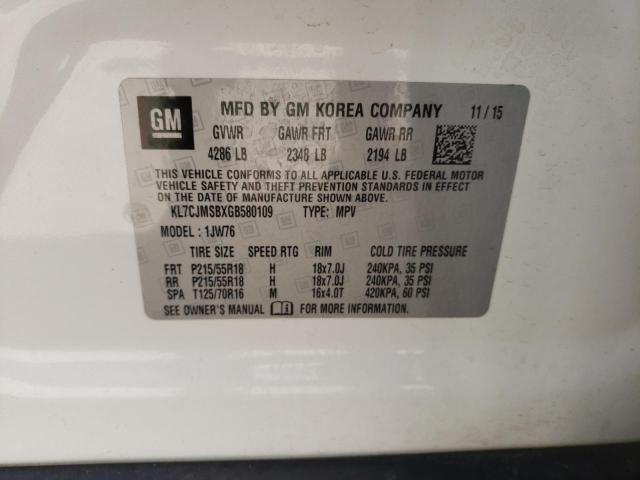 GM
MFD BY GM KOREA COMPANY 11/15
GVWR GAWR FRT GAWR RR
4286 LB 2348 LB 2194 LB
THIS VEHICLE CONFORMS TO ALL APPLICABLE U.S. FEDERAL MOTOR
VEHICLE SAFETY AND THEFT PREVENTION STANDARDS IN EFFECT
ON THE DATE OF MANUFACTURE SHOWN ABOVE.
KL7CJMSBXGB580109 TYPE: MPV
MODEL: 1JW76
TIRE SIZE SPEED RTG RIM COLD TIRE PRESSURE
FRT P215/55R18 H 18x7.0J 240KPA, 35 PSI
RR P215/55R18 H 18x7.0J 240KPA, 35 PSI
SPA T125/70R16 M 16x4.0T 420KPA, 60 PSI
SEE OWNER'S MANUAL FOR MORE INFORMATION.